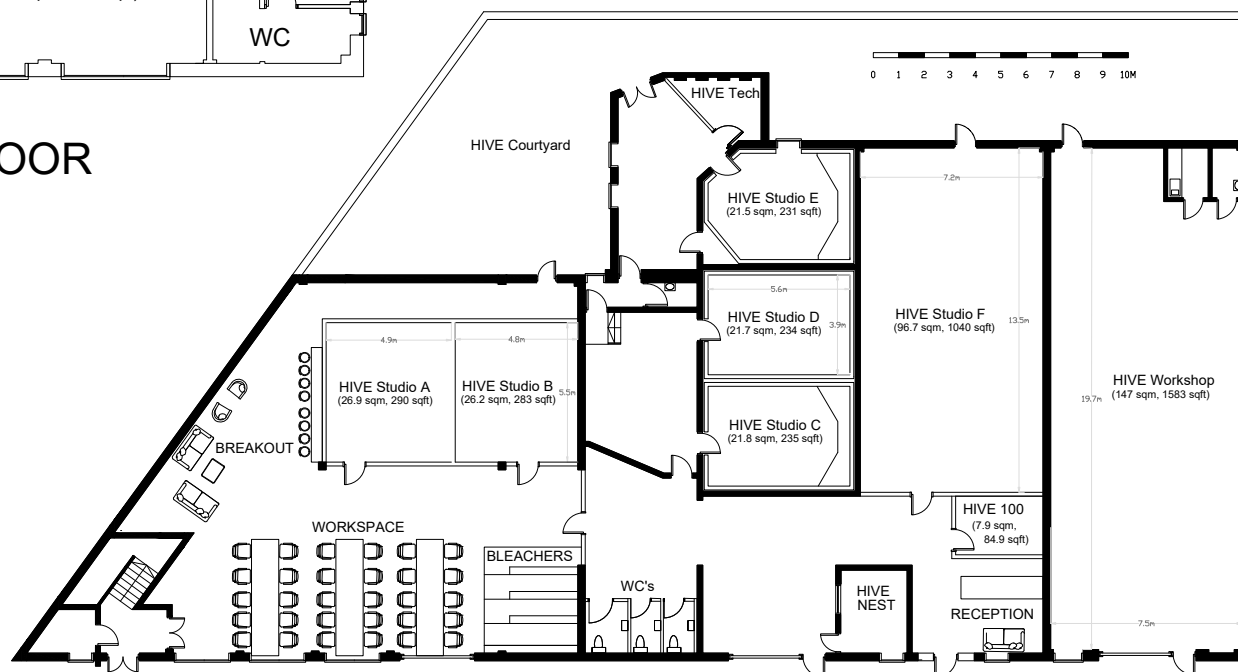 WC
OOR
0 1 2 3 4 5 6 7 8 9 10M
HIVE Tech
HIVE Courtyard
7.2m
HIVE Studio E
(21.5 sqm, 231 sqft)
5.6m
HIVE Studio D
(21.7 sqm, 234 sqft)
3.9m
HIVE Studio F
(96.7 sqm, 1040 sqft)
13.5m
4.9m
4.8m
HIVE Studio A
(26.9 sqm, 290 sqft)
HIVE Studio B
(26.2 sqm, 283 sqft)
5.5m
HIVE Workshop
(147 sqm, 1583 sqft)
19.7m
HIVE Studio C
(21.8 sqm, 235 sqft)
BREAKOUT
HIVE 100
(7.9 sqm,
84.9 sqft)
WORKSPACE
BLEACHERS
WC's
HIVE
NEST
RECEPTION
7.5m